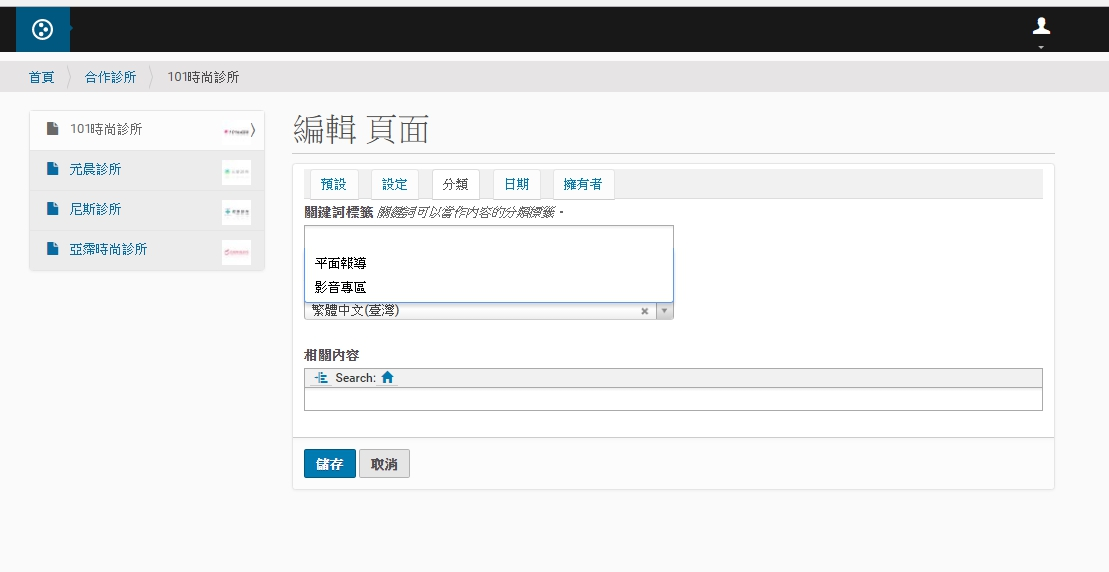 首頁
合作診所
101時尚診所
101時尚診所
元晨診所
尼斯診所
亞霈時尚診所
編輯 頁面
預設
設定
分類
日期
擁有者
關鍵詞標籤 關鍵詞可以當作內容的分類標籤。
平面報導
影音專區
繁體中文(臺灣)
相關內容
Search:
儲存
取消